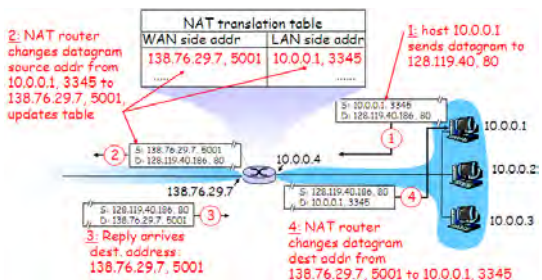 NAT translation table
WAN side addr LAN side addr
138.76.29.7, 5001 10.0.0.1, 3345
...... ......
2: NAT router
changes datagram
source addr from
10.0.0.1, 3345 to
138.76.29.7, 5001,
updates table
1: host 10.0.0.1
sends datagram to
128.119.40, 80
S: 10.0.0.1, 3345
D: 128.119.40.186, 80
1
10.0.0.1
S: 138.76.29.7, 5001
D: 128.119.40.186, 80
2
10.0.0.4
10.0.0.2
138.76.29.7
S: 128.119.40.186, 80
D: 10.0.0.1, 3345
4
S: 128.119.40.186, 80
D: 138.76.29.7, 5001
3
10.0.0.3
3: Reply arrives
dest. address:
138.76.29.7, 5001
4: NAT router
changes datagram
dest addr from
138.76.29.7, 5001 to 10.0.0.1, 3345